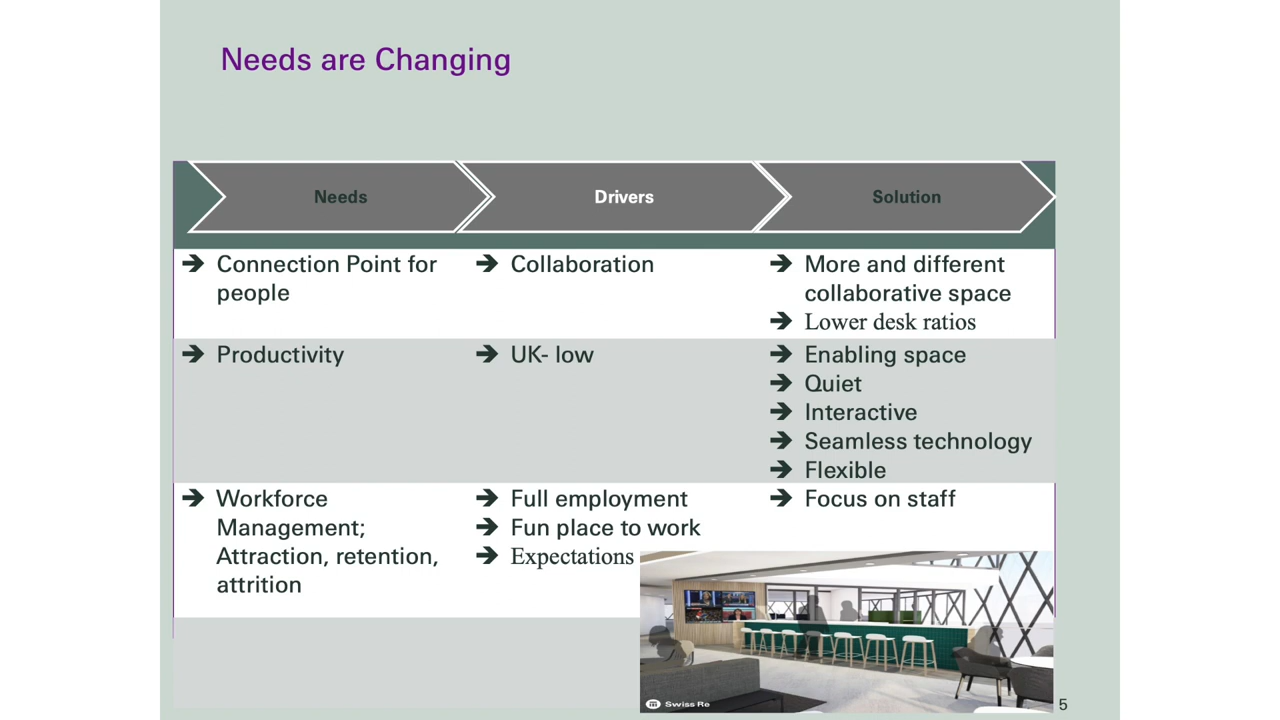 Needs are Changing
Needs
Drivers
Solution
➔ Connection Point for
people
➔ Collaboration
➔ More and different
collaborative space
➔ Lower desk ratios
➔ Productivity
➔ UK- low
➔ Enabling space
➔ Quiet
➔ Interactive
➔ Seamless technology
➔ Flexible
➔ Workforce
Management;
Attraction, retention,
attrition
➔ Full employment
➔ Fun place to work
➔ Expectations
➔ Focus on staff
Swiss Re
5